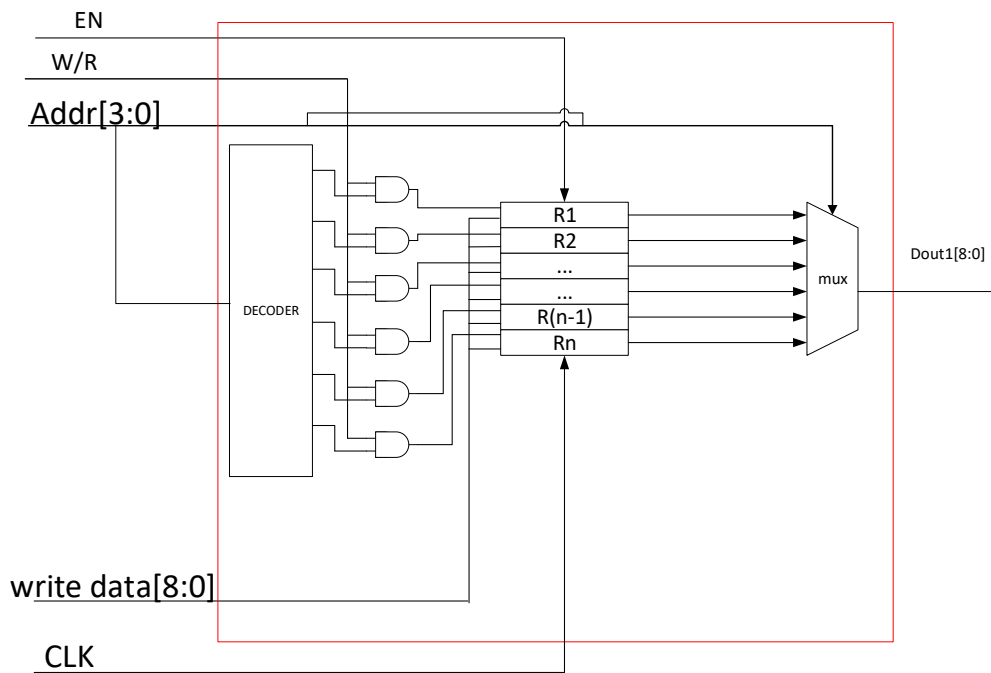 EN
W/R
Addr[3:0]
DECODER
R1
R2
...
...
R(n-1)
Rn
mux
Dout1[8:0]
write data[8:0]
CLK